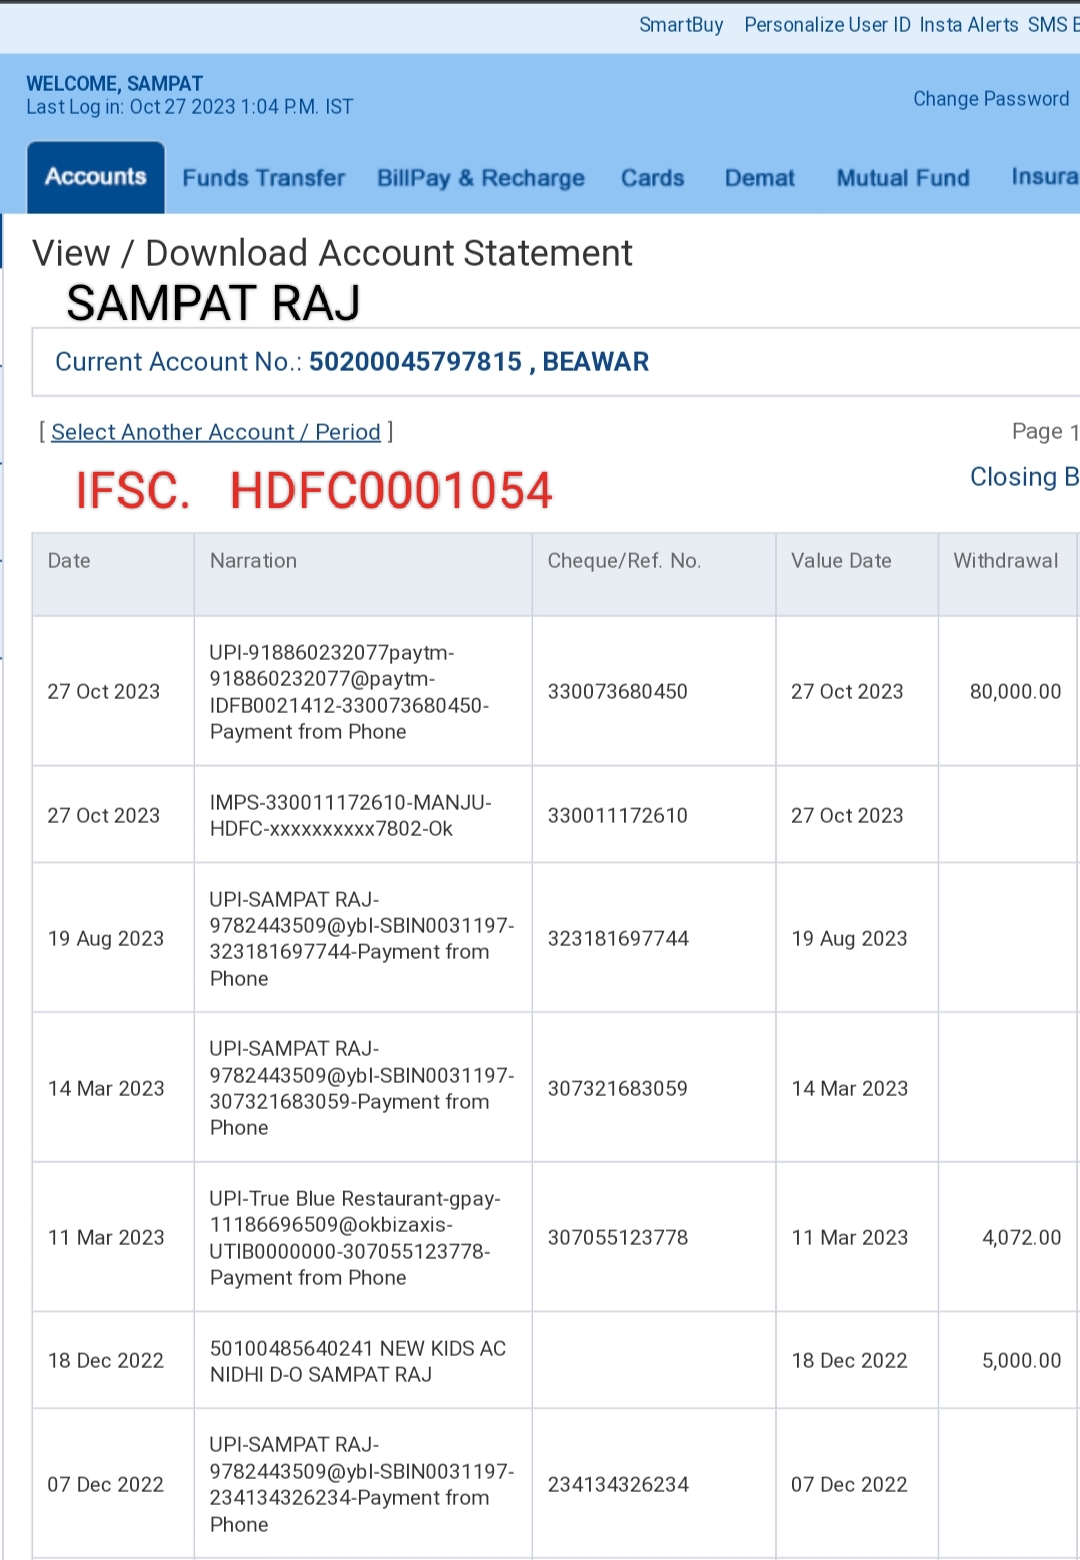 SmartBuy Personalize User ID Insta Alerts SMS
WELCOME, SAMPAT
Last Log in: Oct 27 2023 1:04 P.M. IST
Change Password
Accounts Funds Transfer BillPay & Recharge Cards Demat Mutual Fund Insura
View / Download Account Statement
SAMPAT RAJ
Current Account No.: 50200045797815 , BEAWAR
[ Select Another Account / Period ]
Page 1
IFSC. HDFC0001054
Closing B
Date Narration Cheque/Ref. No. Value Date Withdrawal
UPI-918860232077paytm-
918860232077@paytm-
27 Oct 2023 330073680450 27 Oct 2023 80,000.00
IDFB0021412-330073680450-
Payment from Phone
IMPS-330011172610-MANJU-
27 Oct 2023 330011172610 27 Oct 2023
HDFC-xxxxxxxxxx7802-Ok
UPI-SAMPAT RAJ-
9782443509@ybl-SBIN0031197-
19 Aug 2023 323181697744 19 Aug 2023
323181697744-Payment from
Phone
UPI-SAMPAT RAJ-
9782443509@ybl-SBIN0031197-
14 Mar 2023 307321683059 14 Mar 2023
307321683059-Payment from
Phone
UPI-True Blue Restaurant-gpay-
11186696509@okbizaxis-
11 Mar 2023 307055123778 11 Mar 2023 4,072.00
UTIB0000000-307055123778-
Payment from Phone
50100485640241 NEW KIDS AC
18 Dec 2022 18 Dec 2022 5,000.00
NIDHI D-O SAMPAT RAJ
UPI-SAMPAT RAJ-
9782443509@ybl-SBIN0031197-
07 Dec 2022 234134326234 07 Dec 2022
234134326234-Payment from
Phone